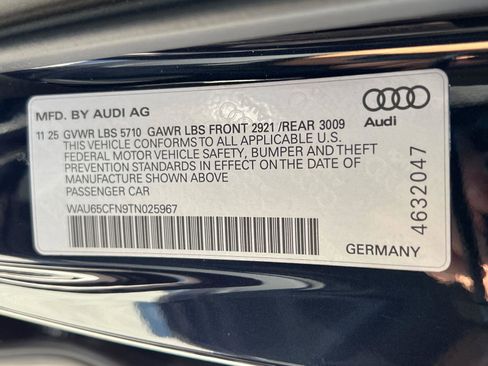 MFD. BY AUDI AG
11 25 GVWR LBS 5710 GAWR LBS FRONT 2921 /REAR 3009
THIS VEHICLE CONFORMS TO ALL APPLICABLE U.S.
FEDERAL MOTOR VEHICLE SAFETY, BUMPER AND THEFT
PREVENTION STANDARDS IN EFFECT ON THE DATE OF
MANUFACTURE SHOWN ABOVE
PASSENGER CAR
WAU65CFN9TN025967
Audi
4632047
GERMANY